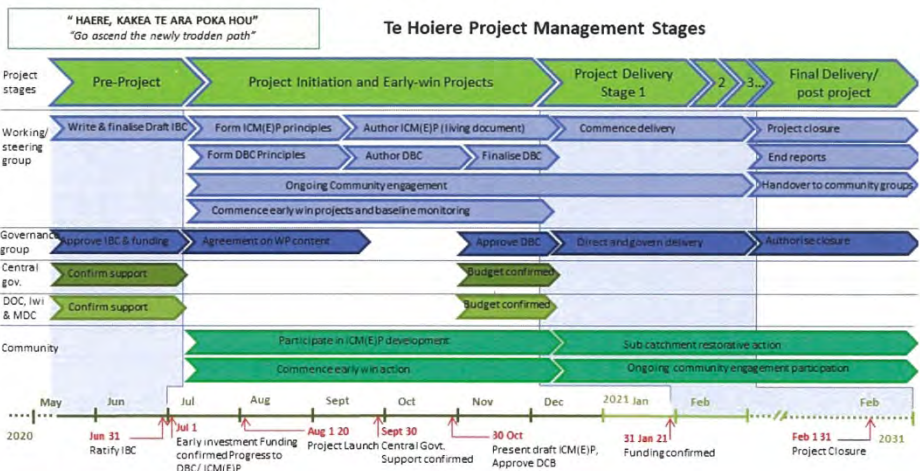 " HAERE, KAKEA TE ARA POKA HOU"
"Go ascend the newly trodden path"
Te Hoiere Project Management Stages
Project
stages
Pre-Project
Project Initiation and Early-win Projects
Project Delivery
Stage 1
2
3...
Final Delivery/
post project
Working/
steering
group
Write & finalise Draft IBC
Form ICM(E)P principles
Author ICM(E)P (living document)
Commence delivery
Project closure
Form DBC Principles
Author DBC
Finalise DBC
End reports
Ongoing Community engagement
Handover to community groups
Commence early win projects and baseline monitoring
Governance
group
Approve IBC & funding
Agreement on WP content
Approve DBC
Direct and govern delivery
Authorise closure
Central
gov.
Confirm support
Budget confirmed
DOC, Iwi
& MDC
Confirm support
Budget confirmed
Community
Participate in ICM(E)P development
Sub catchment restorative action
Commence early win action
Ongoing community engagement participation
May
Jun
Jul
Aug
Sept
Oct
Nov
Dec
2021 Jan
Feb
Feb
2020
2031
Jun 31
Ratify IBC
Jul 1
Early investment Funding
confirmed Progress to
DBC/ ICM(E)P
Aug 1 20
Project Launch
Sept 30
Central Govt.
Support confirmed
30 Oct
Present draft ICM(E)P,
Approve DCB
31 Jan 21
Funding confirmed
Feb 1 31
Project Closure